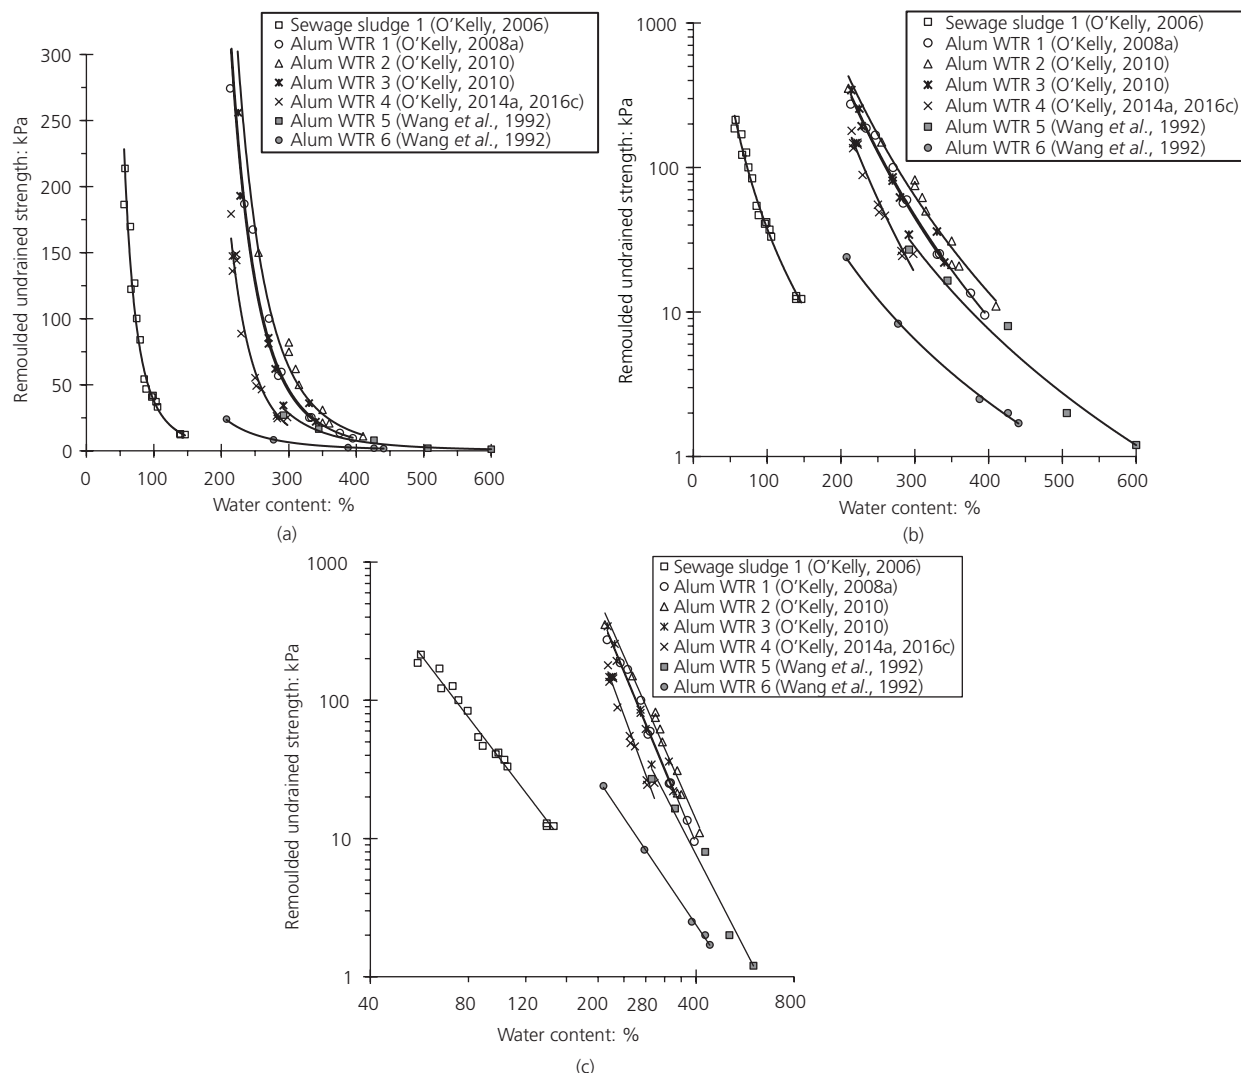 Sewage sludge 1 (O'Kelly, 2006)
Alum WTR 1 (O'Kelly, 2008a)
Alum WTR 2 (O'Kelly, 2010)
Alum WTR 3 (O'Kelly, 2010)
Alum WTR 4 (O'Kelly, 2014a, 2016c)
Alum WTR 5 (Wang et al., 1992)
Alum WTR 6 (Wang et al., 1992)
Remoulded undrained strength: kPa
300
250
200
150
100
50
0
0 100 200 300 400 500 600
Water content: %
(a)
Sewage sludge 1 (O'Kelly, 2006)
Alum WTR 1 (O'Kelly, 2008a)
Alum WTR 2 (O'Kelly, 2010)
Alum WTR 3 (O'Kelly, 2010)
Alum WTR 4 (O'Kelly, 2014a, 2016c)
Alum WTR 5 (Wang et al., 1992)
Alum WTR 6 (Wang et al., 1992)
Remoulded undrained strength: kPa
1000
100
10
1
0 100 200 300 400 500 600
Water content: %
(b)
Sewage sludge 1 (O'Kelly, 2006)
Alum WTR 1 (O'Kelly, 2008a)
Alum WTR 2 (O'Kelly, 2010)
Alum WTR 3 (O'Kelly, 2010)
Alum WTR 4 (O'Kelly, 2014a, 2016c)
Alum WTR 5 (Wang et al., 1992)
Alum WTR 6 (Wang et al., 1992)
Remoulded undrained strength: kPa
1000
100
10
1
40 80 120 200 280 400 800
Water content: %
(c)